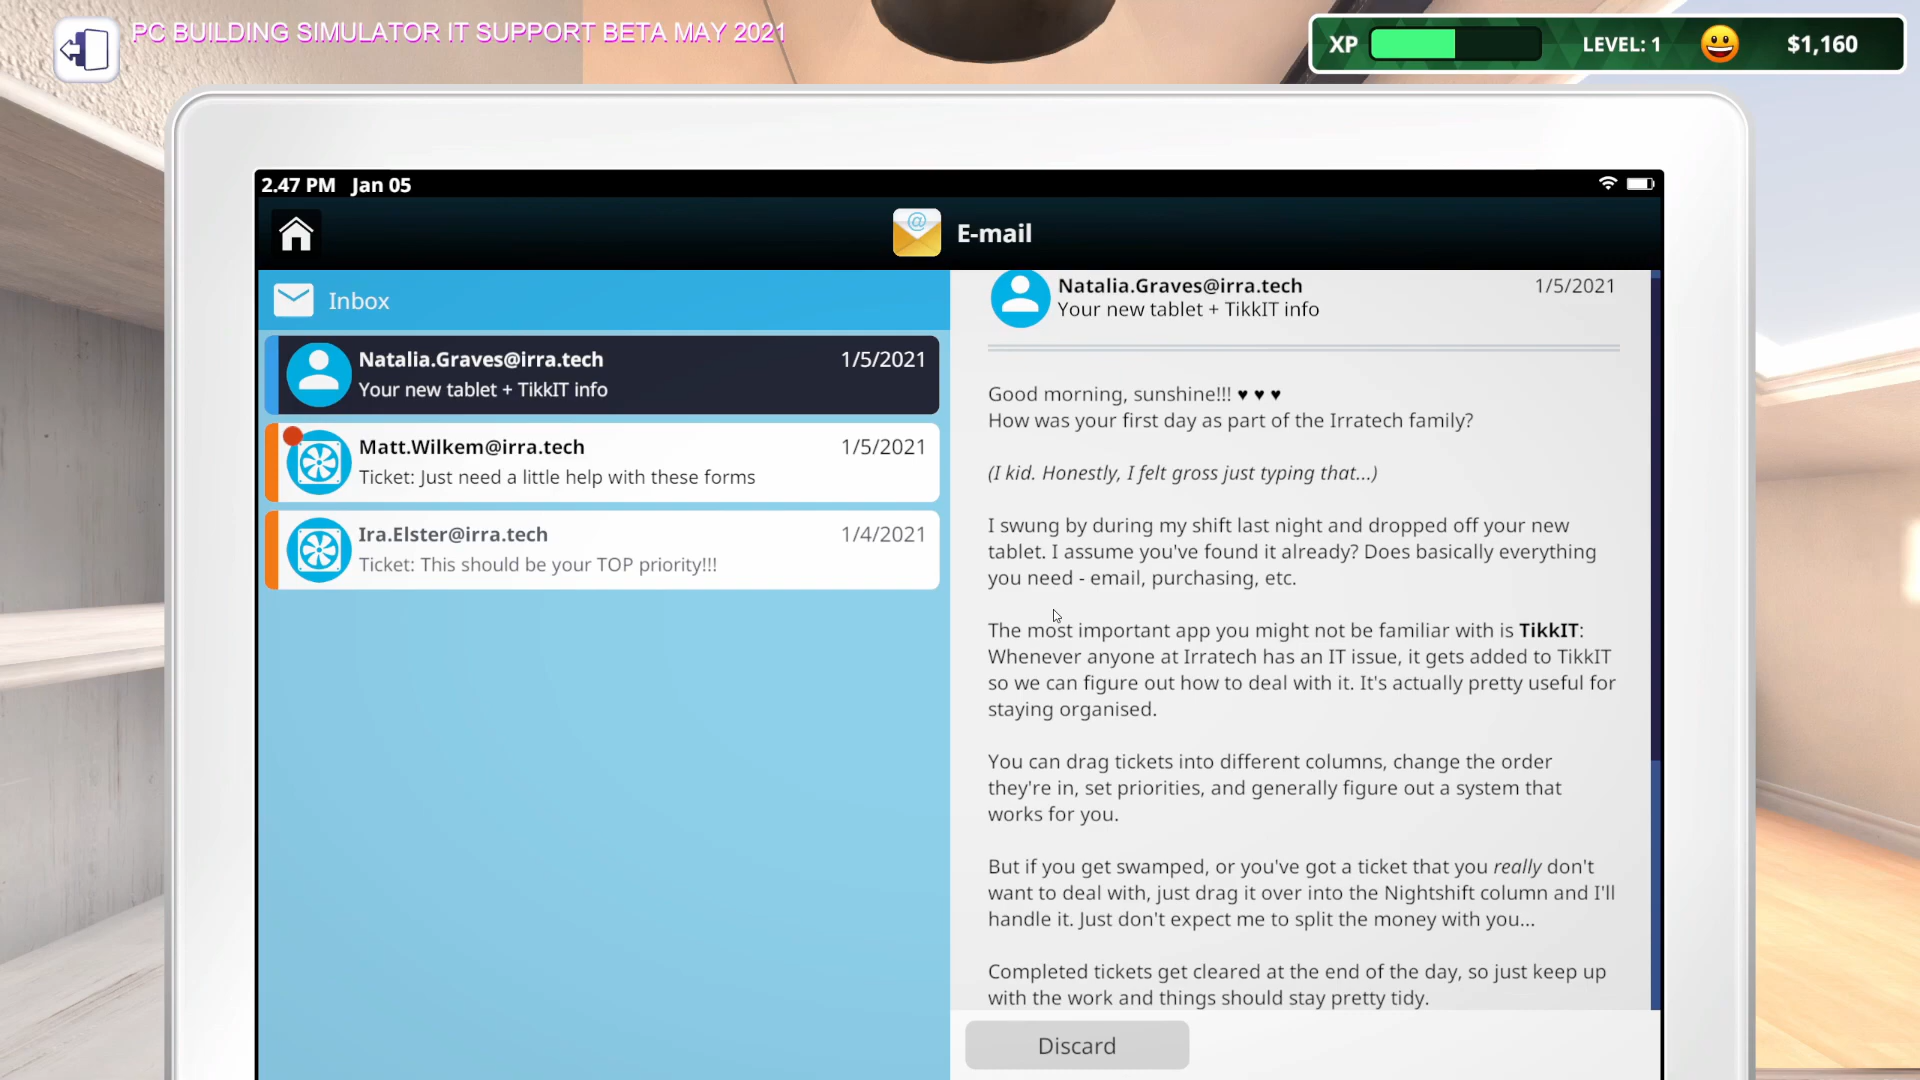 PC BUILDING SIMULATOR IT SUPPORT BETA MAY 2021
XP
LEVEL: 1
$1,160
2.47 PM Jan 05
E-mail
Inbox
Natalia.Graves@irra.tech
1/5/2021
Your new tablet + TikkIT info
Matt.Wilkem@irra.tech
1/5/2021
Ticket: Just need a little help with these forms
Ira.Elster@irra.tech
1/4/2021
Ticket: This should be your TOP priority!!!
Natalia.Graves@irra.tech
1/5/2021
Your new tablet + TikkIT info
Good morning, sunshine!!! ♥ ♥ ♥
How was your first day as part of the Irratech family?
(I kid. Honestly, I felt gross just typing that...)
I swung by during my shift last night and dropped off your new
tablet. I assume you've found it already? Does basically everything
you need - email, purchasing, etc.
The most important app you might not be familiar with is TikkIT:
Whenever anyone at Irratech has an IT issue, it gets added to TikkIT
so we can figure out how to deal with it. It's actually pretty useful for
staying organised.
You can drag tickets into different columns, change the order
they're in, set priorities, and generally figure out a system that
works for you.
But if you get swamped, or you've got a ticket that you really don't
want to deal with, just drag it over into the Nightshift column and I'll
handle it. Just don't expect me to split the money with you...
Completed tickets get cleared at the end of the day, so just keep up
with the work and things should stay pretty tidy.
Discard